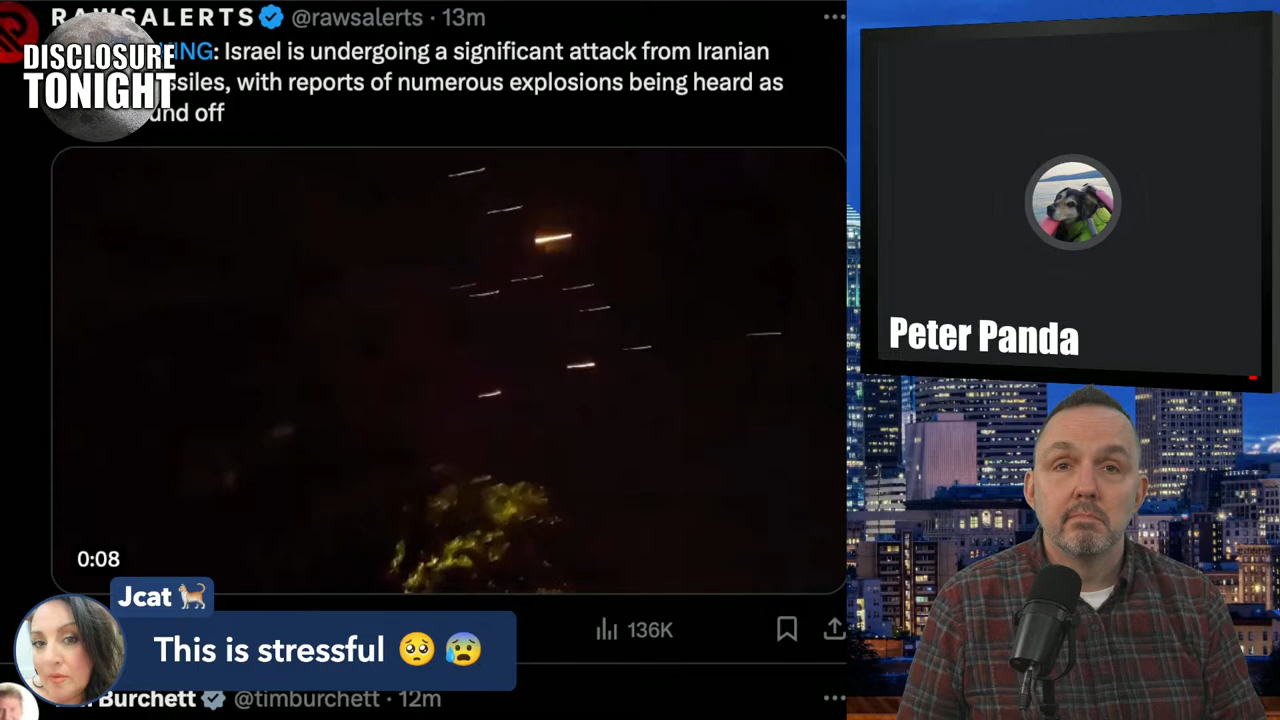 RAWSALERTS @rawsalerts · 13m
DISCLOSURE
TONIGHT
ING: Israel is undergoing a significant attack from Iranian
ssiles, with reports of numerous explosions being heard as
und off
Peter Panda
0:08
136K
Jcat
This is stressful 🥺 😰
Burchett @timburchett · 12m